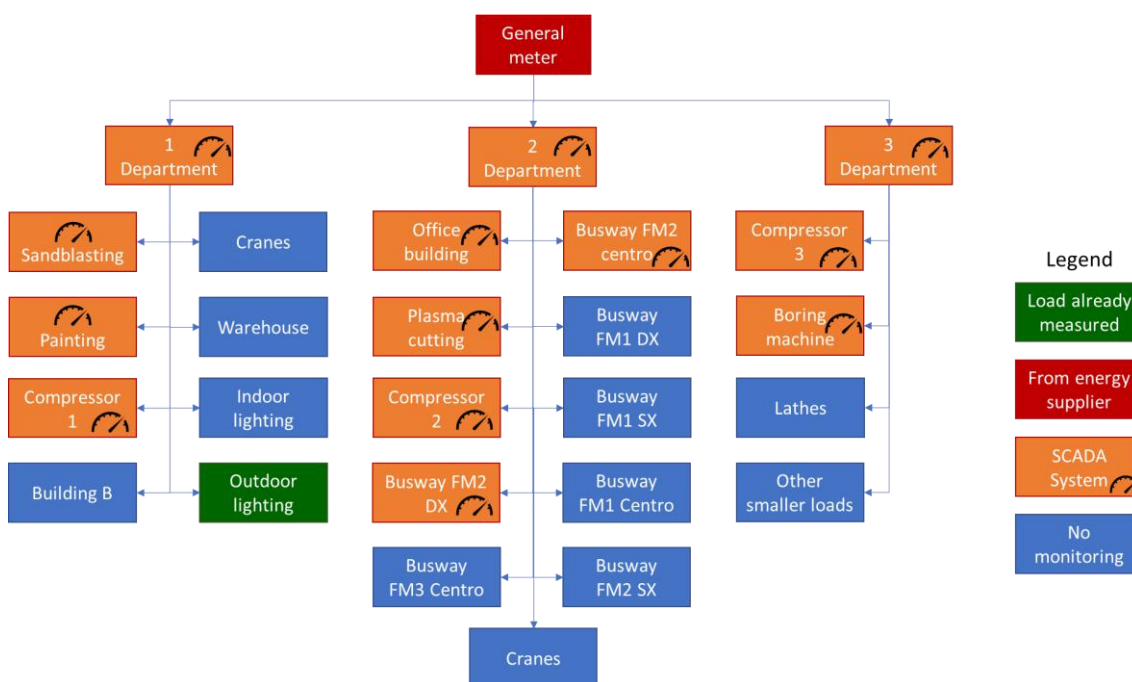 General
meter
1
Department
2
Department
3
Department
Sandblasting
Cranes
Painting
Warehouse
Compressor
1
Indoor
lighting
Building B
Outdoor
lighting
Office
building
Busway FM2
centro
Plasma
cutting
Busway
FM1 DX
Compressor
2
Busway
FM1 SX
Busway FM2
DX
Busway
FM1 Centro
Busway
FM3 Centro
Busway
FM2 SX
Cranes
Compressor
3
Boring
machine
Lathes
Other
smaller loads
Legend
Load already
measured
From energy
supplier
SCADA
System
No
monitoring